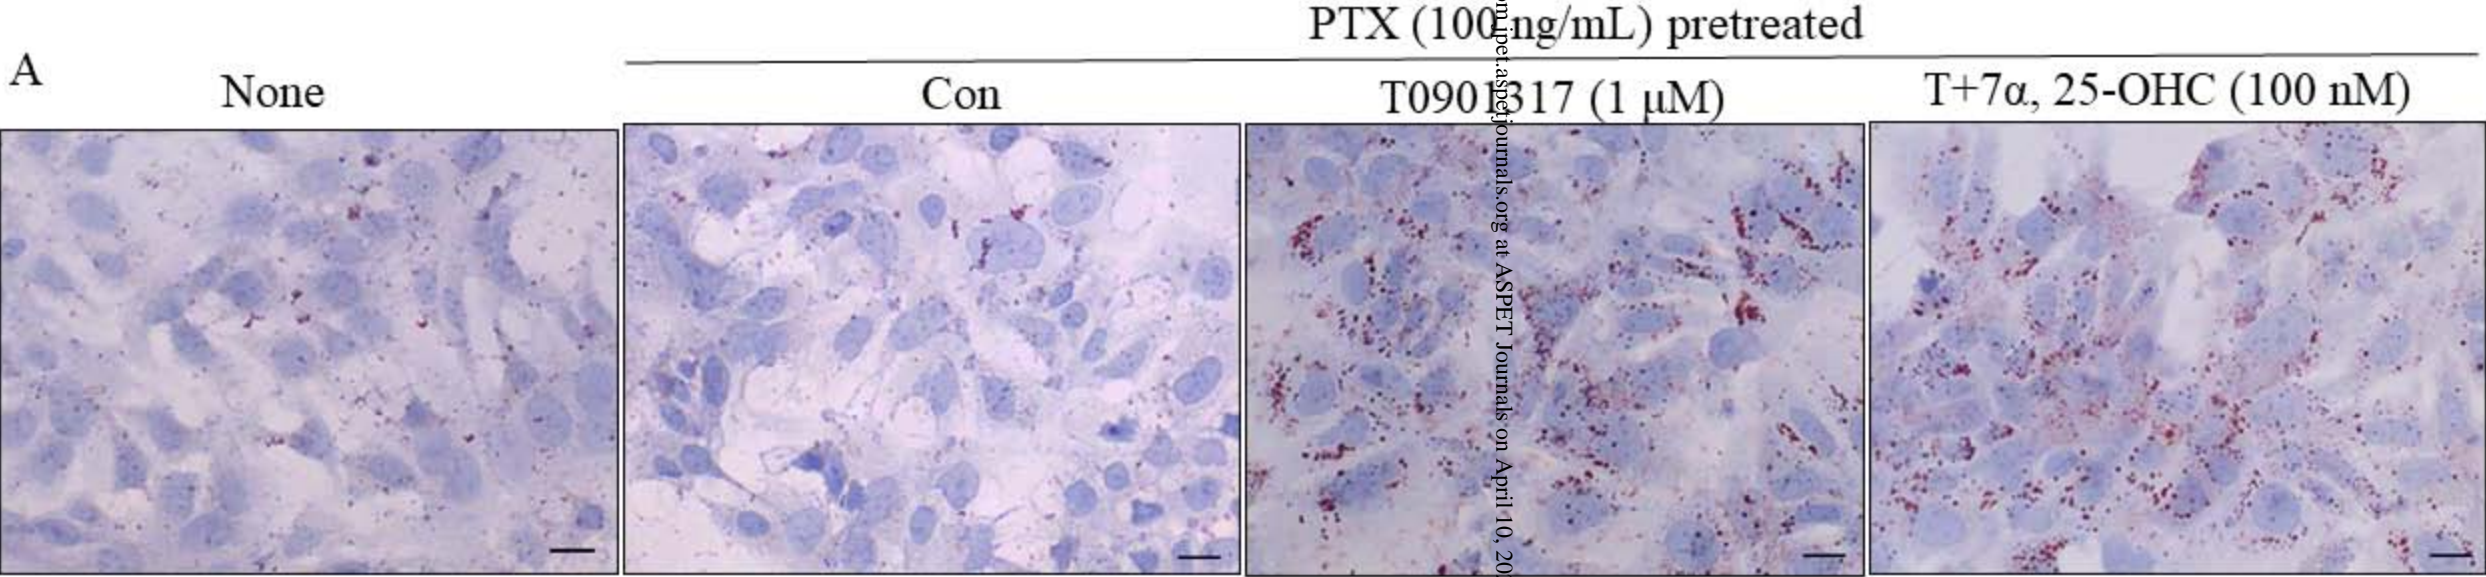 PTX (100 ng/mL) pretreated
A
None
Con
T0901317 (1 μM)
T+7α, 25-OHC (100 nM)
jpet.aspetjournals.org at ASPET Journals on April 10,